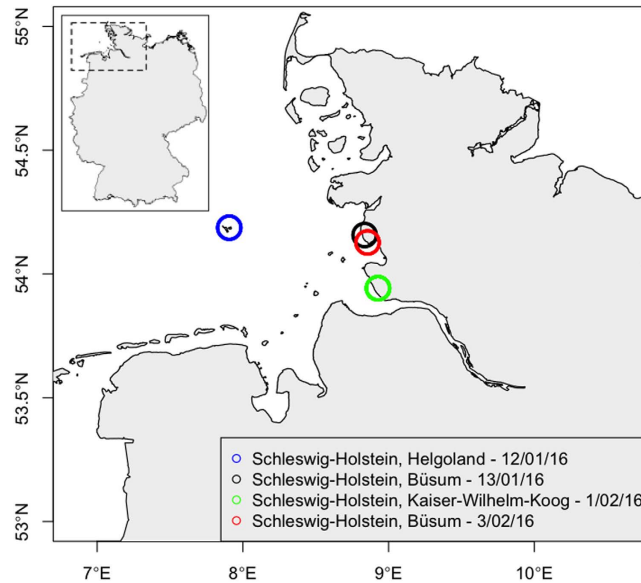 55°N
54.5°N
54°N
53.5°N
53°N
Schleswig-Holstein, Helgoland - 12/01/16
Schleswig-Holstein, Büsum - 13/01/16
Schleswig-Holstein, Kaiser-Wilhelm-Koog - 1/02/16
Schleswig-Holstein, Büsum - 3/02/16
7°E 8°E 9°E 10°E